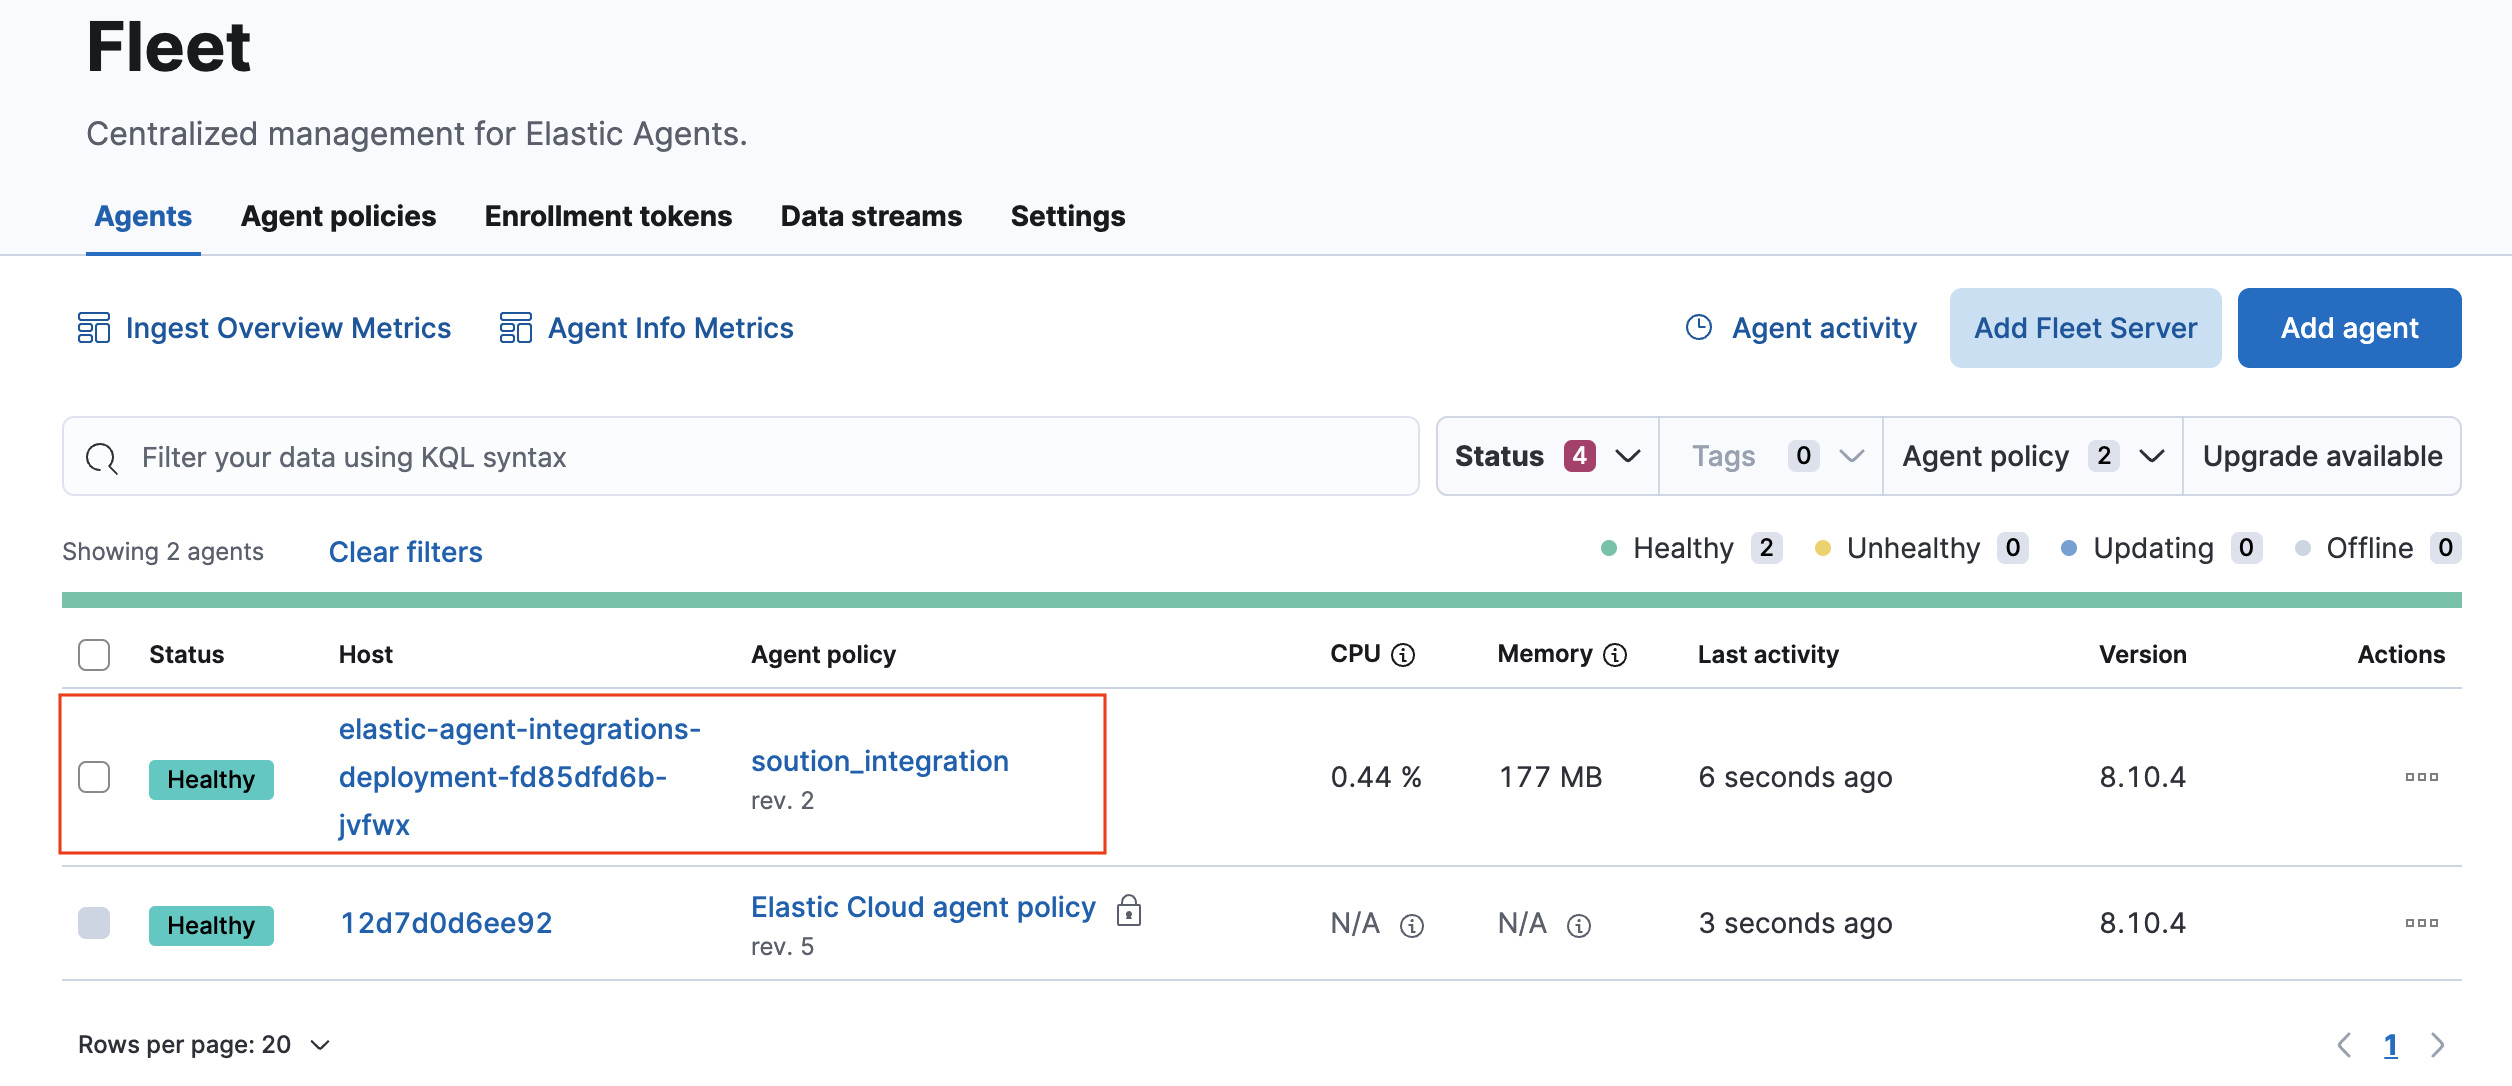 Fleet
Centralized management for Elastic Agents.
Agents Agent policies Enrollment tokens Data streams Settings
Ingest Overview Metrics Agent Info Metrics Agent activity Add Fleet Server Add agent
Filter your data using KQL syntax Status 4 Tags 0 Agent policy 2 Upgrade available
Showing 2 agents Clear filters Healthy 2 Unhealthy 0 Updating 0 Offline 0
Status Host Agent policy CPU Memory Last activity Version Actions
elastic-agent-integrations-
soution_integration
Healthy deployment-fd85dfd6b- 0.44 % 177 MB 6 seconds ago 8.10.4
rev. 2
jvfwx
Elastic Cloud agent policy
Healthy 12d7d0d6ee92 N/A N/A 3 seconds ago 8.10.4
rev. 5
Rows per page: 20 1